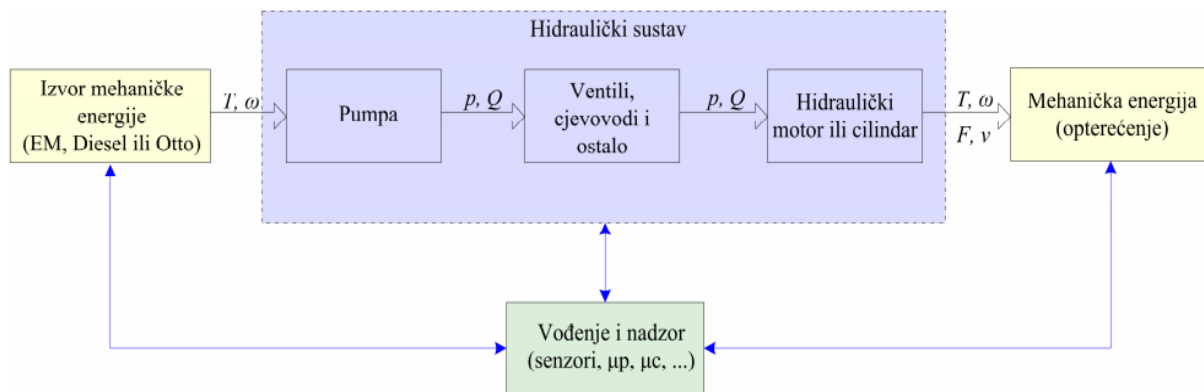 Hidraulički sustav
Izvor mehaničke
energije
(EM, Diesel ili Otto)
T, ω
Pumpa
p, Q
Ventili,
cjevovodi i
ostalo
p, Q
Hidraulički
motor ili cilindar
T, ω
F, v
Mehanička energija
(opterećenje)
Vođenje i nadzor
(senzori, μp, μc, ...)